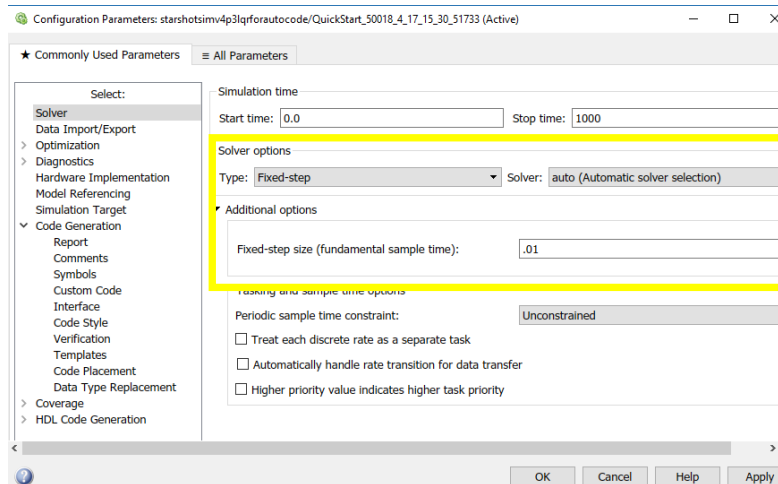 Configuration Parameters: starshotsimv4p3lqrforautocode/QuickStart_50018_4_17_15_30_51733 (Active)
★ Commonly Used Parameters
≡ All Parameters
Select:
Solver
Data Import/Export
Optimization
Diagnostics
Hardware Implementation
Model Referencing
Simulation Target
Code Generation
Report
Comments
Symbols
Custom Code
Interface
Code Style
Verification
Templates
Code Placement
Data Type Replacement
Coverage
HDL Code Generation
Simulation time
Start time: 0.0 Stop time: 1000
Solver options
Type: Fixed-step Solver: auto (Automatic solver selection)
Additional options
Fixed-step size (fundamental sample time): .01
Tasking and sample time options
Periodic sample time constraint: Unconstrained
Treat each discrete rate as a separate task
Automatically handle rate transition for data transfer
Higher priority value indicates higher task priority
OK Cancel Help Apply